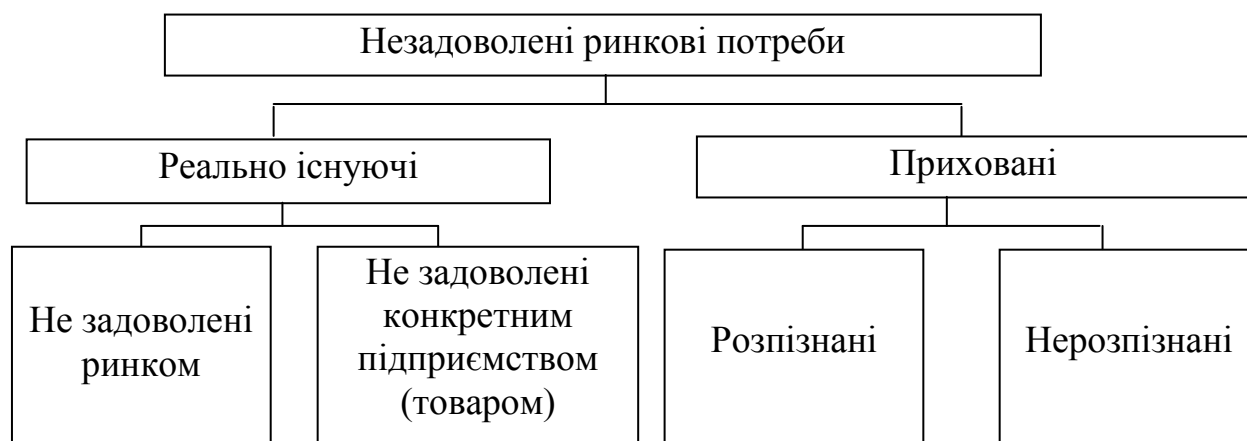 Незадоволені ринкові потреби
Реально існуючі
Приховані
Не задоволені
ринком
Не задоволені
конкретним
підприємством
(товаром)
Розпізнані
Нерозпізнані